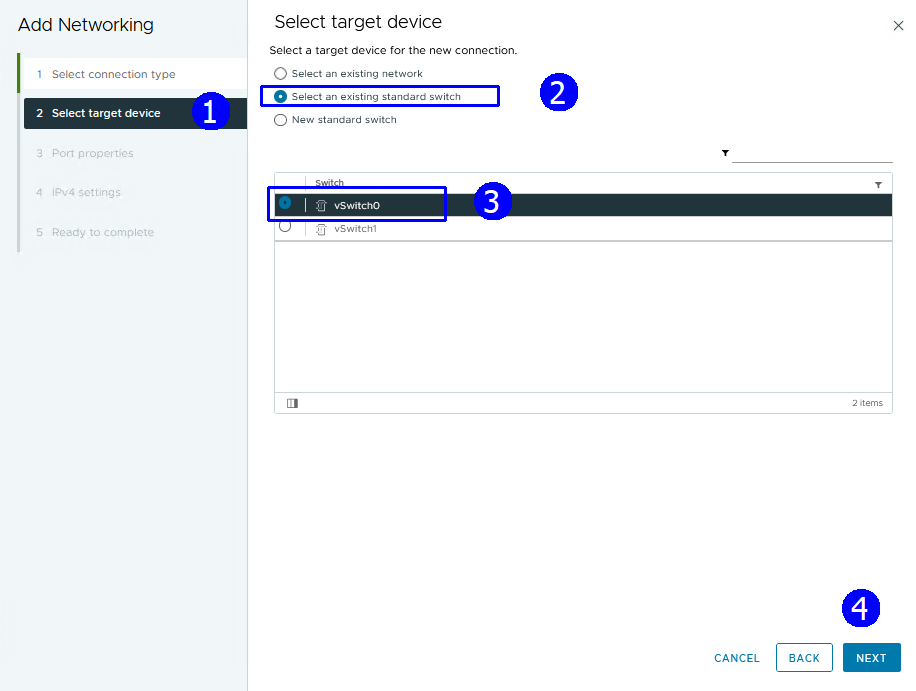 Add Networking
1 Select connection type
2 Select target device
1
3 Port properties
4 IPv4 settings
5 Ready to complete
Select target device
Select a target device for the new connection.
Select an existing network
Select an existing standard switch
2
New standard switch
Switch
vSwitch0
3
vSwitch1
2 items
4
CANCEL
BACK
NEXT